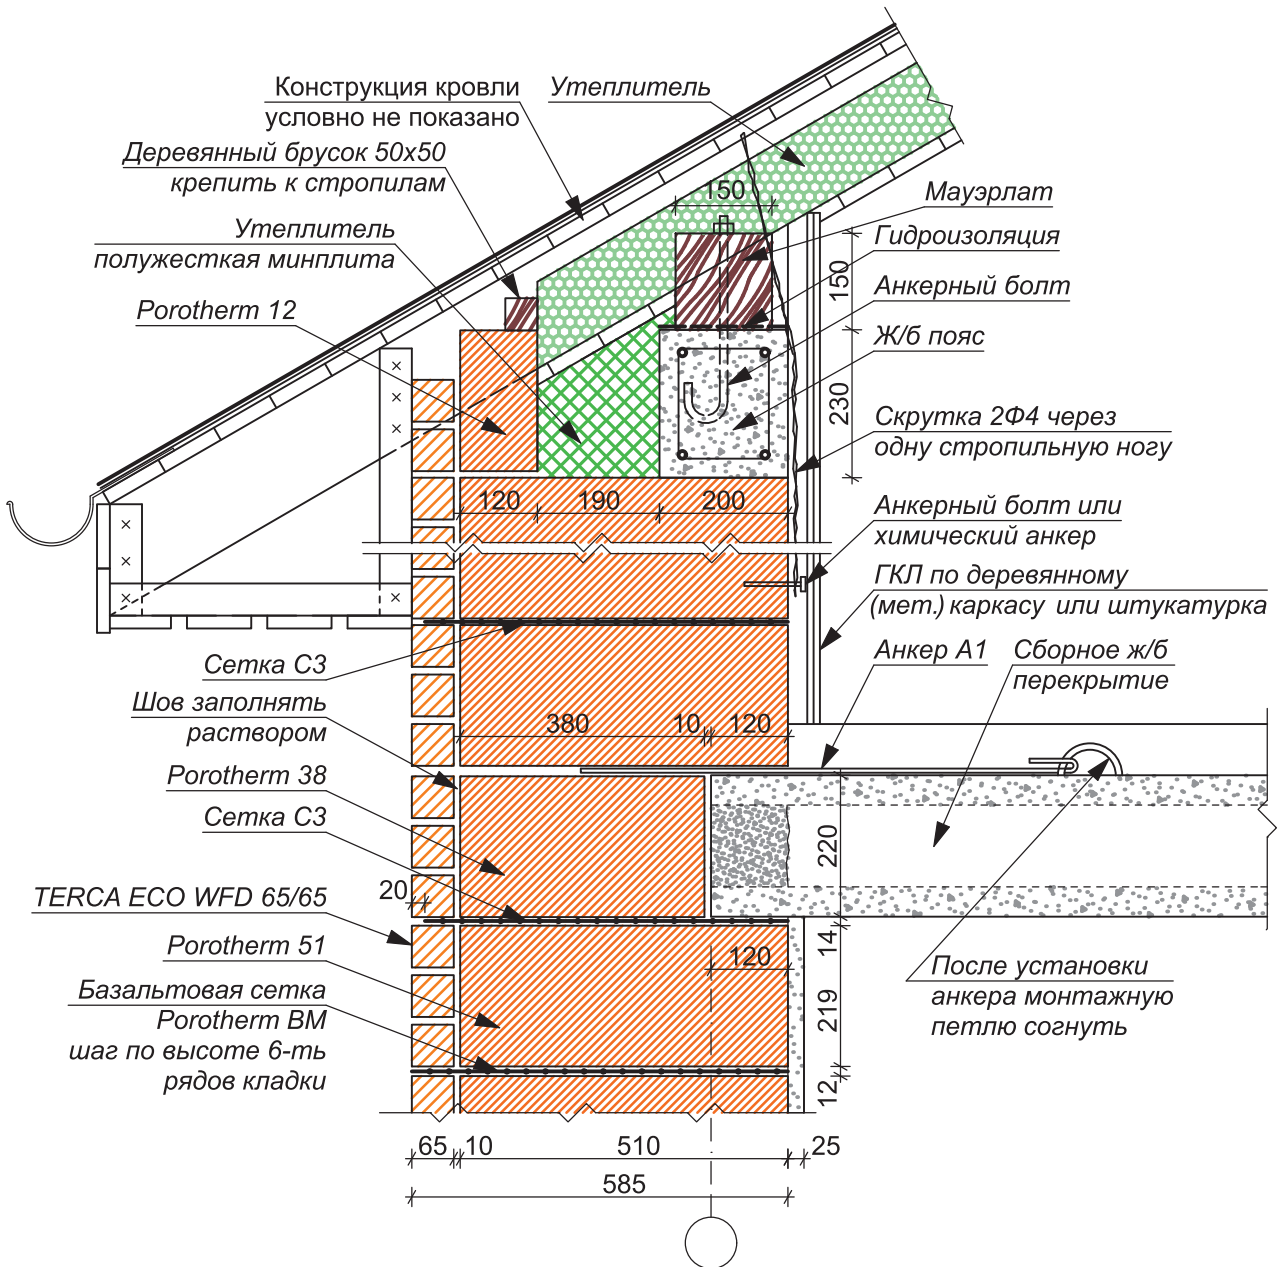 Конструкция кровли
условно не показано
Утеплитель
Деревянный брусок 50х50
крепить к стропилам
150
Мауэрлат
Утеплитель
полужесткая минплита
Гидроизоляция
150
Анкерный болт
Porotherm 12
Ж/б пояс
230
Скрутка 2Ф4 через
одну стропильную ногу
120
190
200
Анкерный болт или
химический анкер
ГКЛ по деревянному
(мет.) каркасу или штукатурка
Сетка С3
Анкер А1
Сборное ж/б
перекрытие
Шов заполнять
раствором
380
10
120
Porotherm 38
Сетка С3
220
20
TERCA ECO WFD 65/65
Porotherm 51
14
120
После установки
анкера монтажную
петлю согнуть
Базальтовая сетка
Porotherm BM
шаг по высоте 6-ть
рядов кладки
219
12
65
10
510
25
585